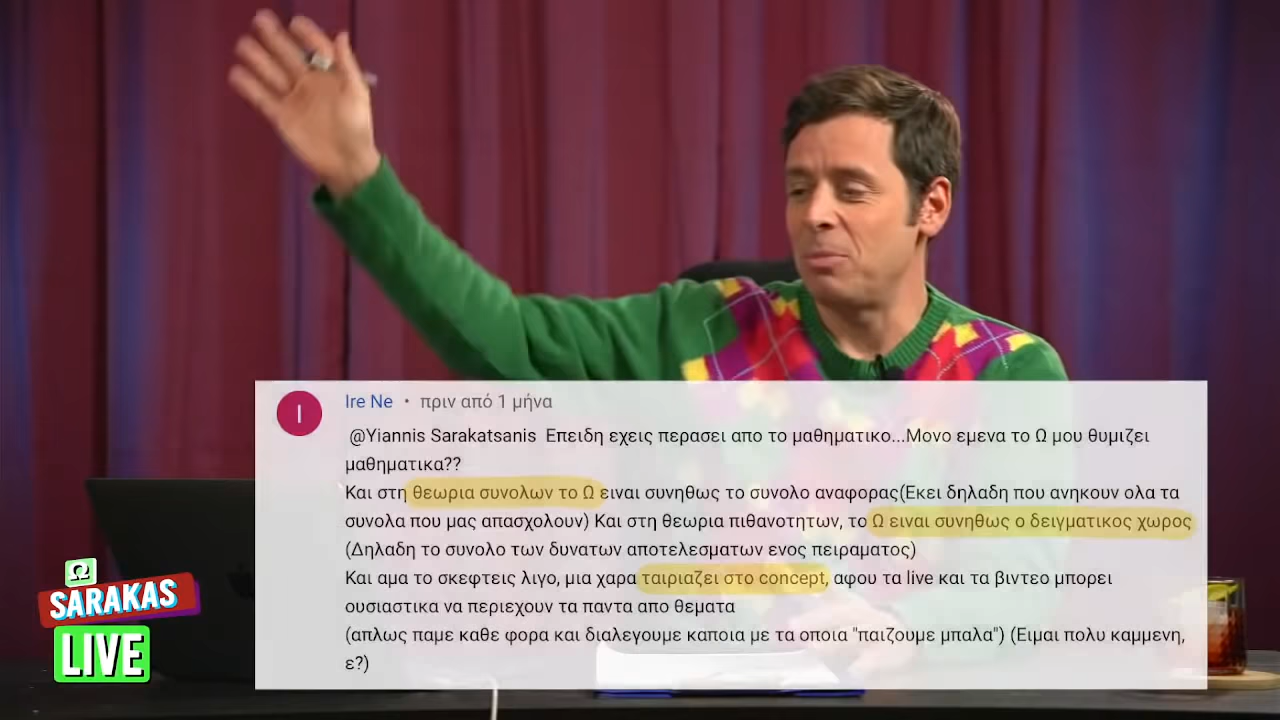 I
Ire Ne • πριν από 1 μήνα
@Yiannis Sarakatsanis Επειδη εχεις περασει απο το μαθηματικο...Μονο εμενα το Ω μου θυμιζει
μαθηματικα??
Και στη θεωρια συνολων το Ω ειναι συνηθως το συνολο αναφορας(Εκει δηλαδη που ανηκουν ολα τα
συνολα που μας απασχολουν) Και στη θεωρια πιθανοτητων, το Ω ειναι συνηθως ο δειγματικος χωρος
(Δηλαδη το συνολο των δυνατων αποτελεσματων ενος πειραματος)
Και αμα το σκεφτεις λιγο, μια χαρα ταιριαζει στο concept, αφου τα live και τα βιντεο μπορει
ουσιαστικα να περιεχουν τα παντα απο θεματα
(απλως παμε καθε φορα και διαλεγουμε καποια με τα οποια "παιζουμε μπαλα") (Ειμαι πολυ καμμενη,
ε?)
Ω
SARAKAS
LIVE